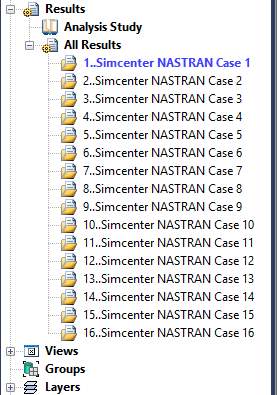 Results
Analysis Study
All Results
1..Simcenter NASTRAN Case 1
2..Simcenter NASTRAN Case 2
3..Simcenter NASTRAN Case 3
4..Simcenter NASTRAN Case 4
5..Simcenter NASTRAN Case 5
6..Simcenter NASTRAN Case 6
7..Simcenter NASTRAN Case 7
8..Simcenter NASTRAN Case 8
9..Simcenter NASTRAN Case 9
10..Simcenter NASTRAN Case 10
11..Simcenter NASTRAN Case 11
12..Simcenter NASTRAN Case 12
13..Simcenter NASTRAN Case 13
14..Simcenter NASTRAN Case 14
15..Simcenter NASTRAN Case 15
16..Simcenter NASTRAN Case 16
Views
Groups
Layers